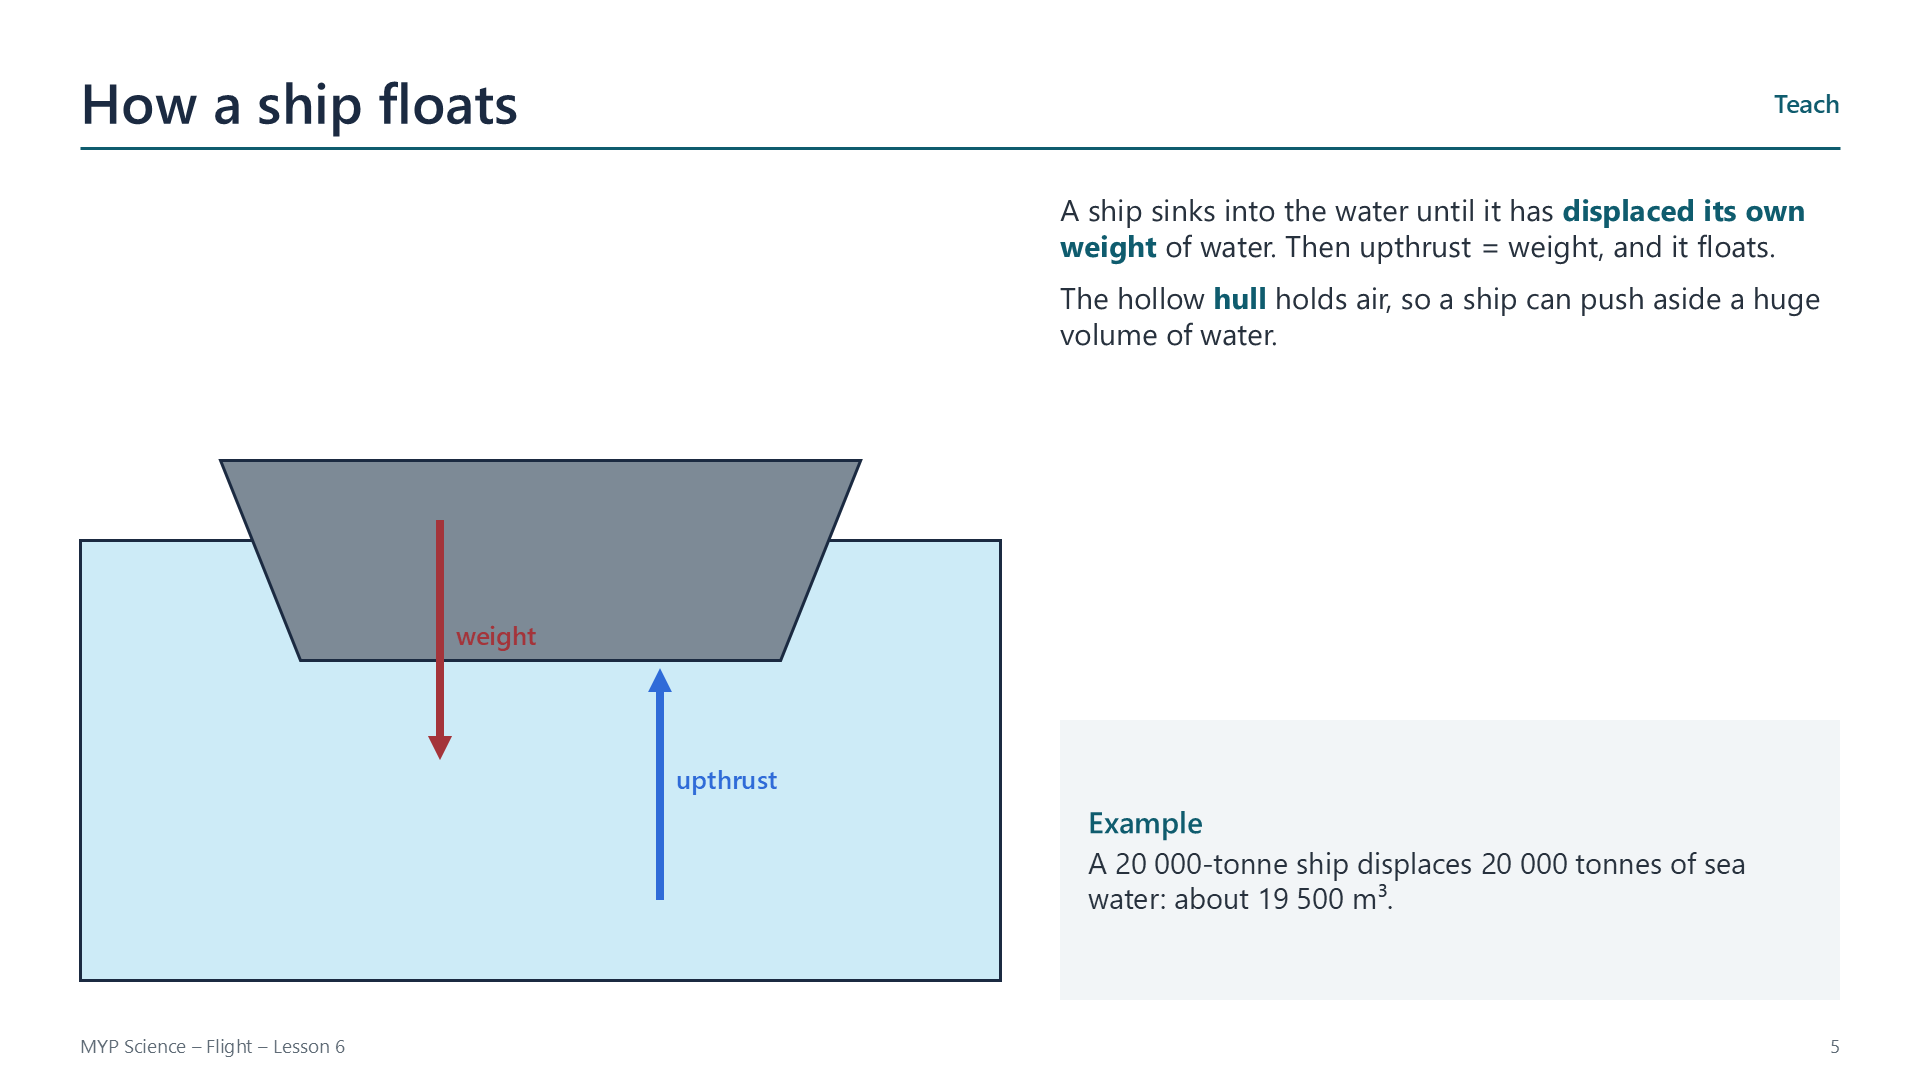 How a ship floats
Teach
A ship sinks into the water until it has displaced its own
weight of water. Then upthrust = weight, and it floats.
The hollow hull holds air, so a ship can push aside a huge
volume of water.
weight
upthrust
Example
A 20 000-tonne ship displaces 20 000 tonnes of sea
water: about 19 500 m³.
MYP Science – Flight – Lesson 6
5